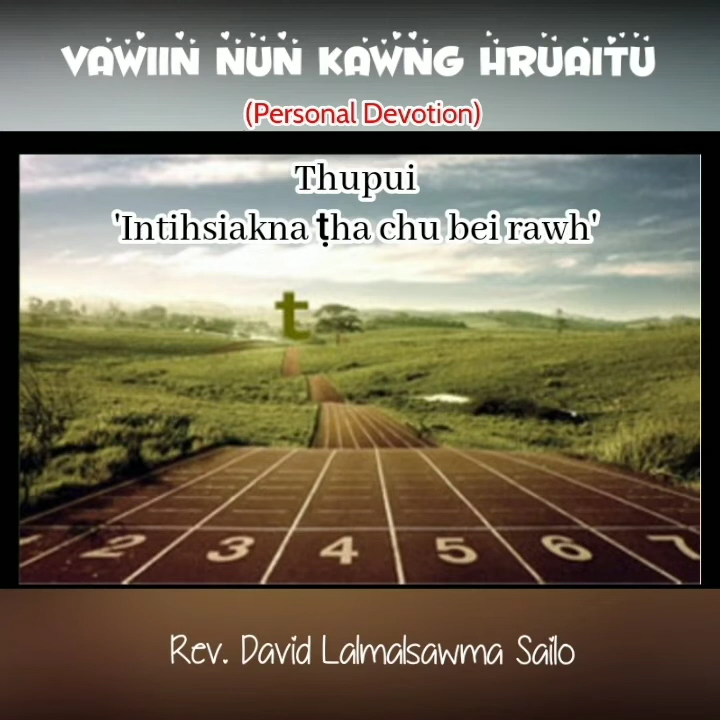 VAWIIN NUN KAWNG HRUAITU
(Personal Devotion)
Thupui
'Intihsiakna ṭha chu bei rawh'
t
2 3 4 5 6 7
Rev. David Lalmalsawma Sailo